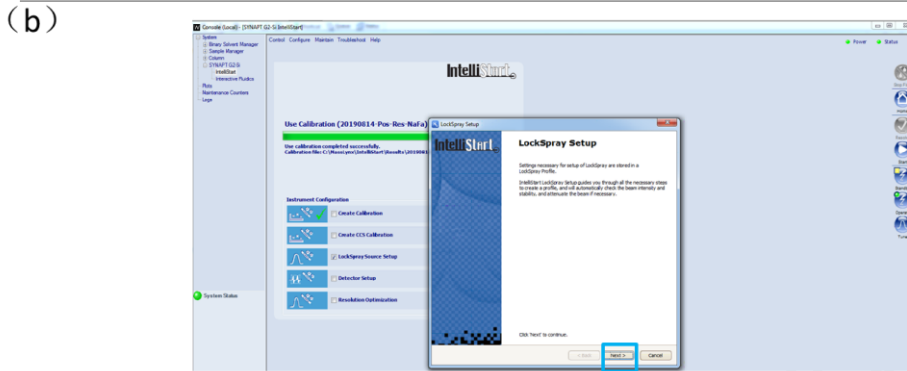 (b)
Console (Local) - [SYNAPT G2-Si IntelliStart]
Control Configure Maintain Troubleshoot Help
Power Status
System
Binary Solvent Manager
Sample Manager
Column
SYNAPT G2-Si
IntelliStart
Interactive Fluidics
Plots
Maintenance Counters
Logs
System Status
IntelliStart
Use Calibration (20190814-Pos-Res-NaFa)
Use calibration completed successfully.
Instrument Configuration
Create Calibration
Create CCS Calibration
LockSpray Source Setup
Detector Setup
Resolution Optimization
LockSpray Setup
IntelliStart
LockSpray Setup
Settings necessary for setup of LockSpray are stored in a
LockSpray Profile.
IntelliStart LockSpray Setup guides you through all the necessary steps
to create a profile, and will automatically check the beam intensity and
stability, and attenuate the beam if necessary.
Click 'Next' to continue.
< Back Next > Cancel